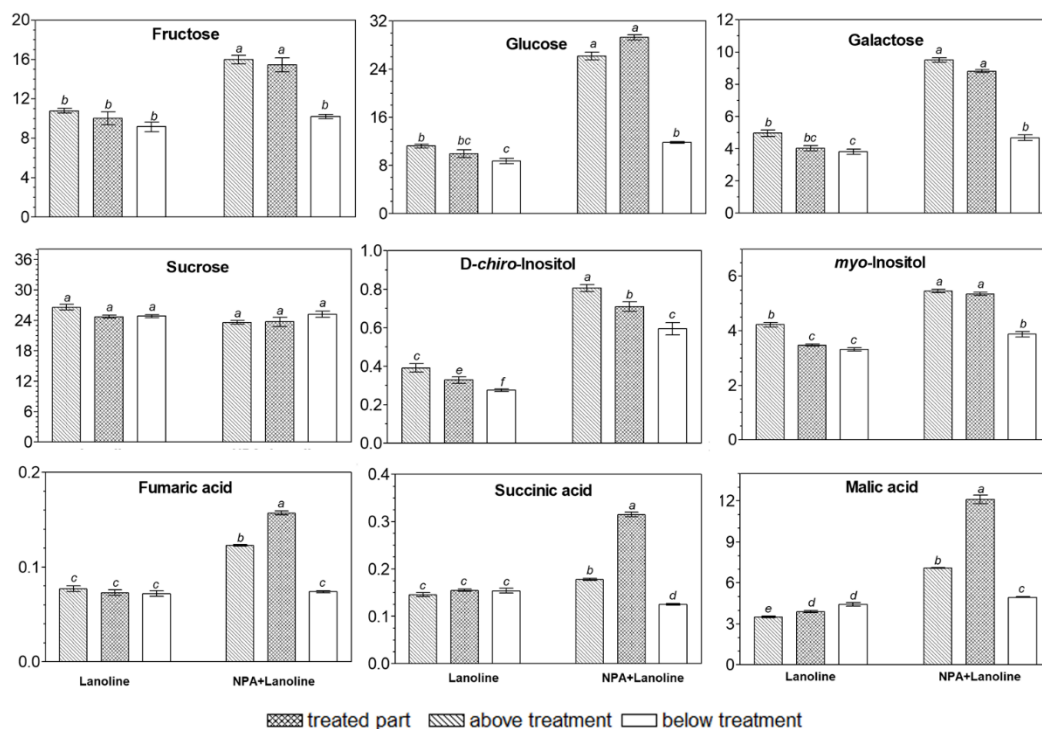 Fructose
20
16
12
8
4
0
b
b
b
a
a
b
Glucose
32
24
16
8
0
b
bc
c
a
a
b
Galactose
12
10
8
6
4
2
0
b
bc
c
a
a
b
Sucrose
36
30
24
18
12
6
0
a
a
a
a
a
a
D-chiro-Inositol
1.0
0.8
0.6
0.4
0.2
0.0
c
e
f
a
b
c
myo-Inositol
6
4
2
0
b
c
c
a
a
b
Fumaric acid
0.2
0.1
0.0
c
c
c
b
a
c
Lanoline NPA+Lanoline
Succinic acid
0.4
0.3
0.2
0.1
0.0
c
c
c
b
a
d
Lanoline NPA+Lanoline
Malic acid
12
9
6
3
0
e
d
d
b
a
c
Lanoline NPA+Lanoline
treated part above treatment below treatment